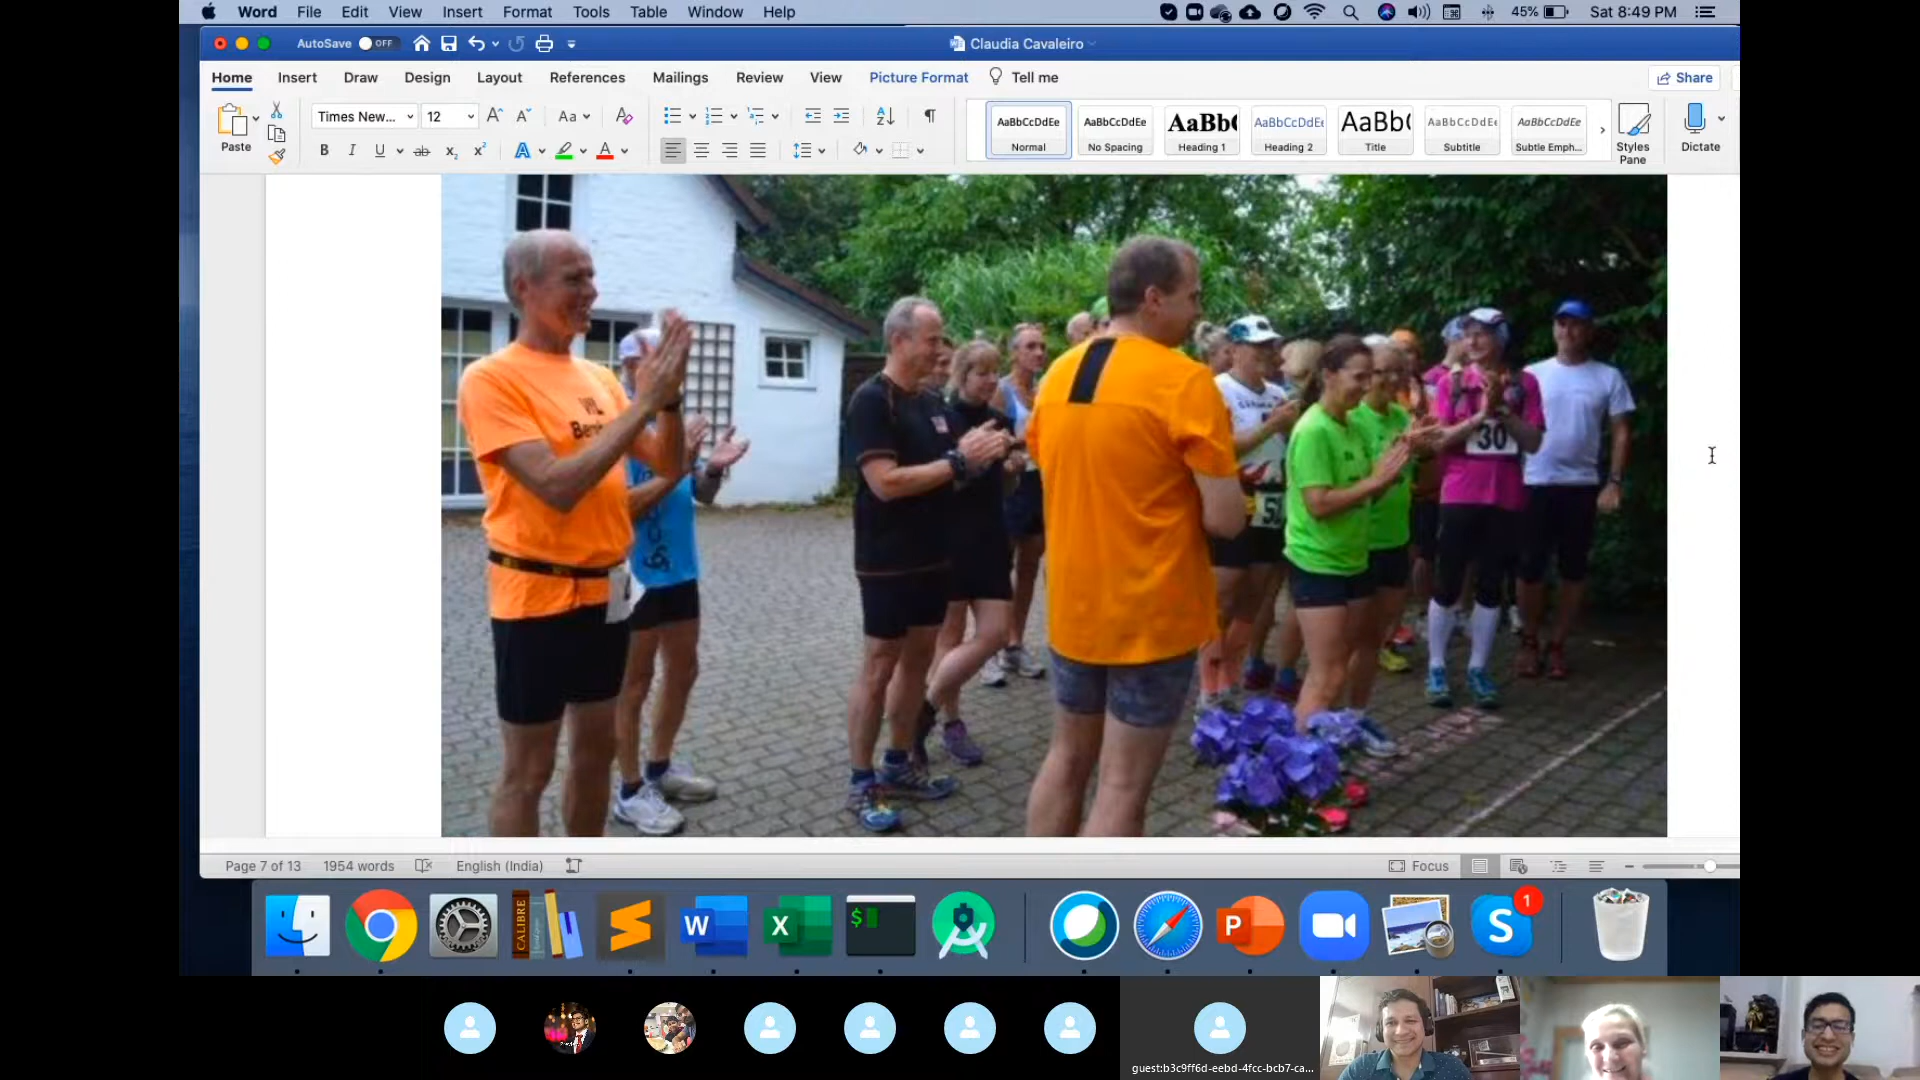 Word File Edit View Insert Format Tools Table Window Help 45% Sat 8:49 PM
AutoSave OFF Claudia Cavaleiro
Home Insert Draw Design Layout References Mailings Review View Picture Format Tell me Share
Paste Times New... 12 Aa
AaBbCcDdEe AaBbCcDdEe AaBbC AaBbCcDdEe AaBbC AaBbCcDdEe AaBbCcDdEe
Normal No Spacing Heading 1 Heading 2 Title Subtitle Subtle Emph... Styles Pane Dictate
30
Page 7 of 13 1954 words English (India) Focus
CALIBRE W X $ P S 1
guest:b3c9ff6d-eebd-4fcc-bcb7-ca...